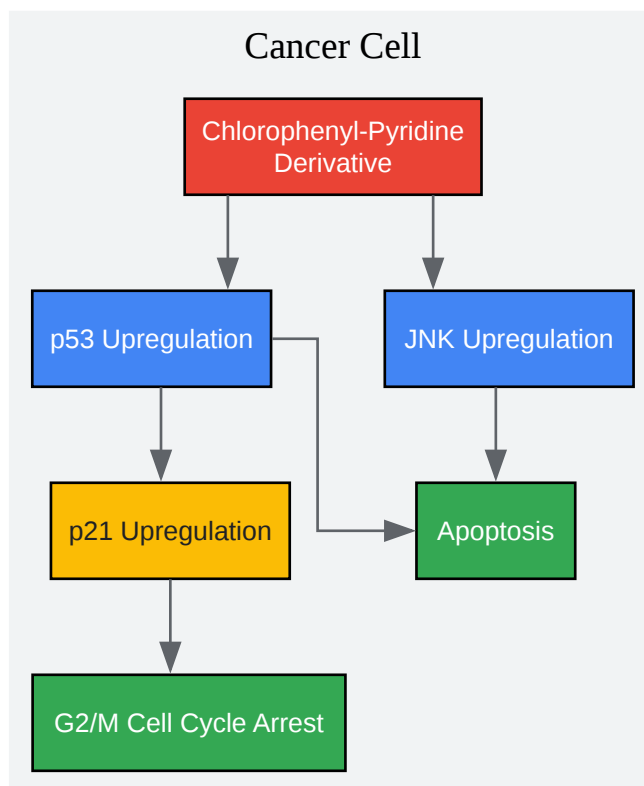 Cancer Cell
Chlorophenyl-Pyridine
Derivative
p53 Upregulation
JNK Upregulation
p21 Upregulation
Apoptosis
G2/M Cell Cycle Arrest